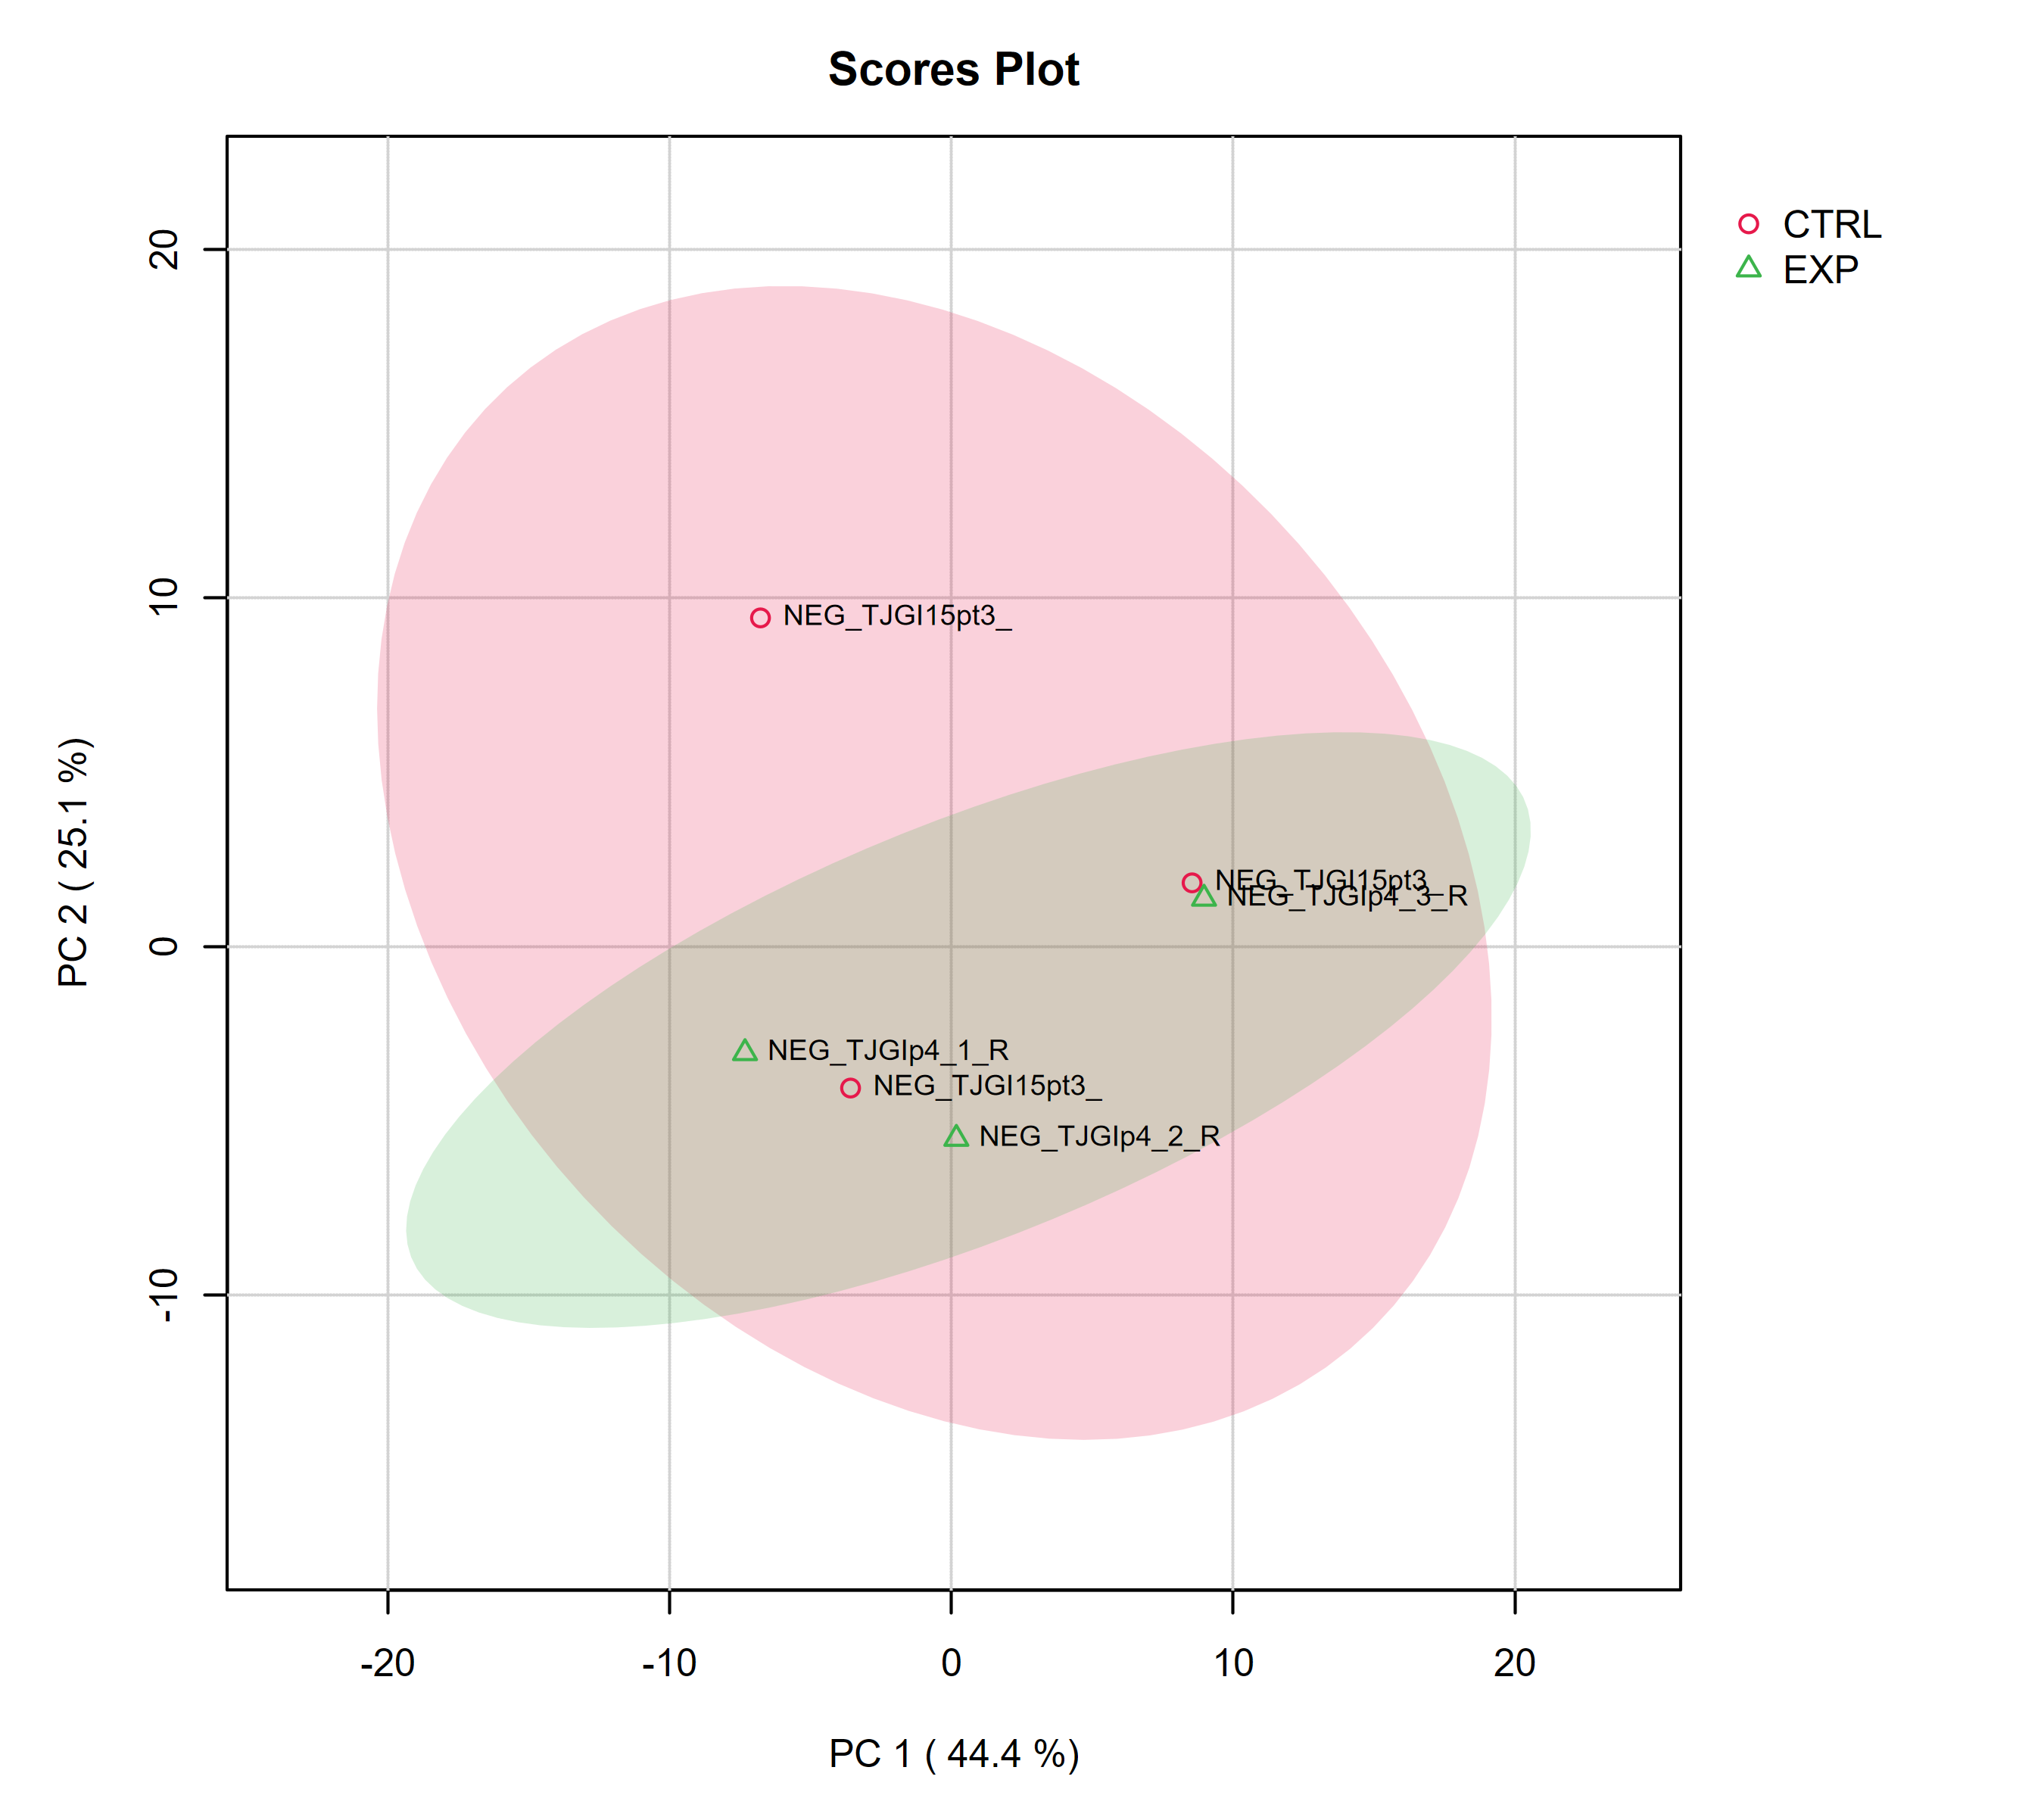 Scores Plot
CTRL
EXP
20
10
0
-10
PC 2 ( 25.1 %)
NEG_TJGI15pt3_
NEG_TJGI15pt3_
NEG_TJGIp4_3_R
NEG_TJGIp4_1_R
NEG_TJGI15pt3_
NEG_TJGIp4_2_R
-20 -10 0 10 20
PC 1 ( 44.4 %)